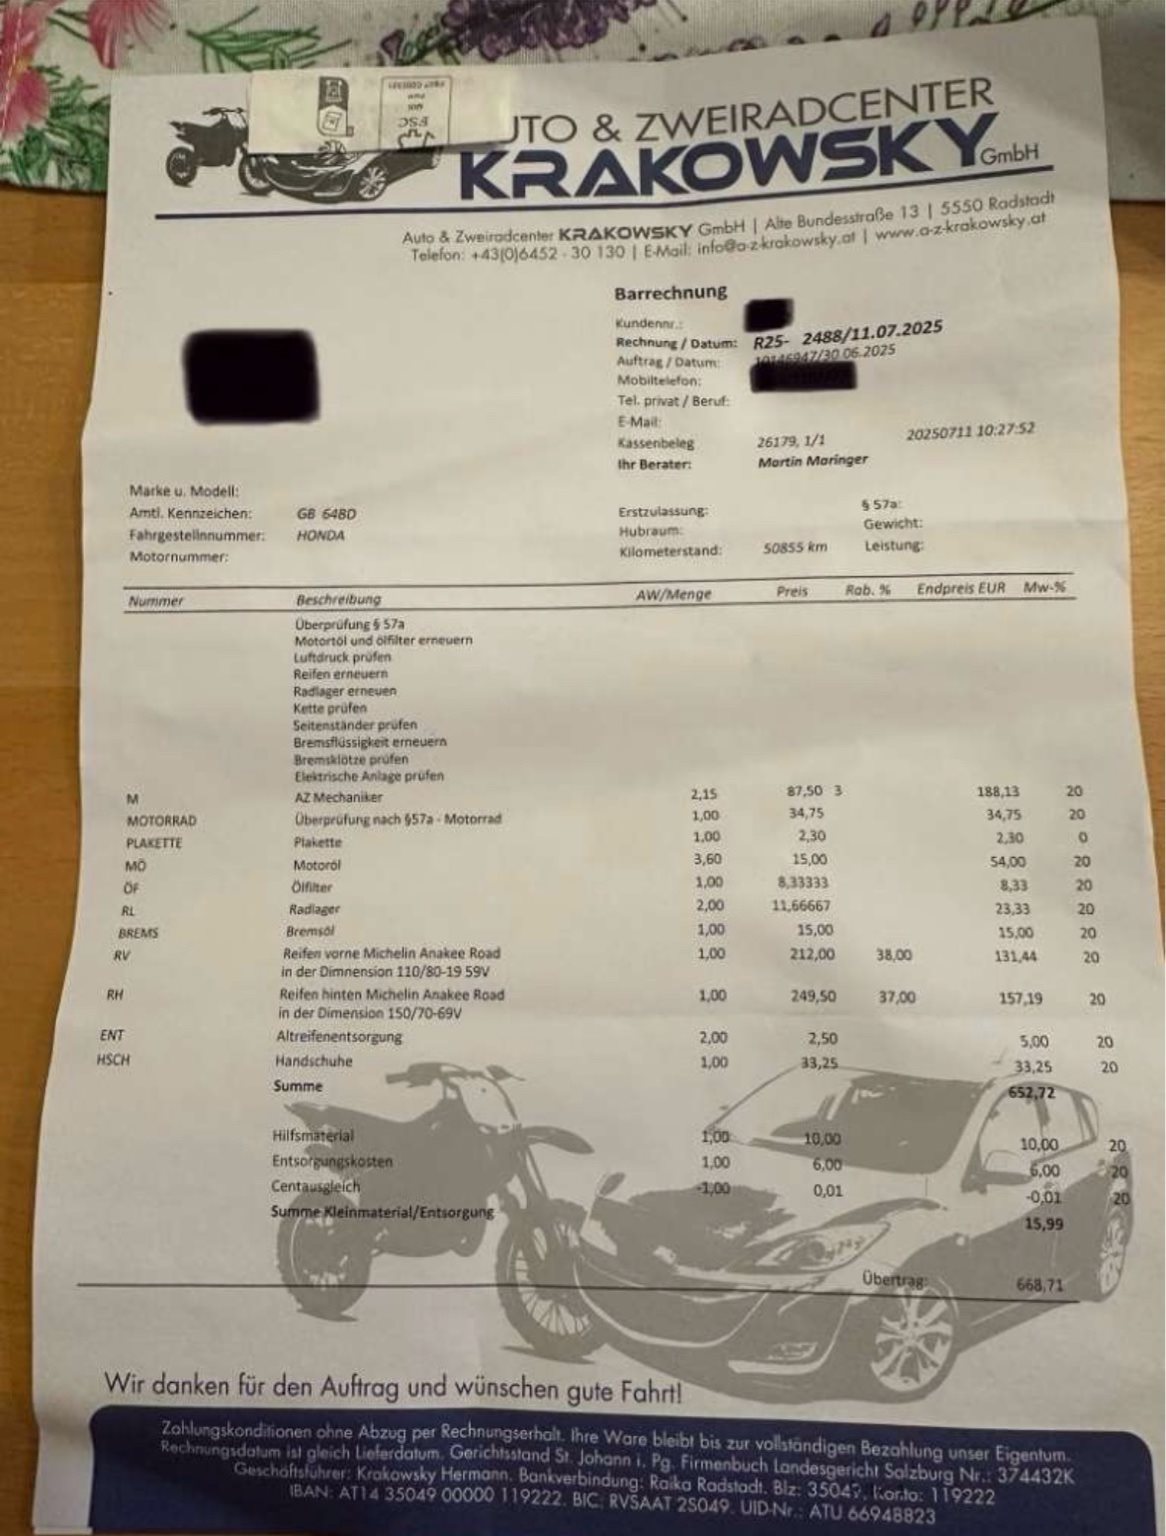 UTO & ZWEIRADCENTER
KRAKOWSKY GmbH
Auto & Zweiradcenter KRAKOWSKY GmbH | Alte Bundesstraße 13 | 5550 Radstadt
Telefon: +43(0)6452 - 30 130 | E-Mail: info@a-z-krakowsky.at | www.a-z-krakowsky.at
FSC
Barrechnung
Kundennr.:
Rechnung / Datum: R25- 2488/11.07.2025
Auftrag / Datum: 10146947/30.06.2025
Mobiltelefon:
Tel. privat / Beruf:
E-Mail:
Kassenbeleg 26179, 1/1 20250711 10:27:52
Ihr Berater: Martin Maringer
Marke u. Modell:
Amtl. Kennzeichen: GB 648D Erstzulassung: § 57a:
Fahrgestellnnummer: HONDA Hubraum: Gewicht:
Motornummer: Kilometerstand: 50855 km Leistung:
Nummer Beschreibung AW/Menge Preis Rab. % Endpreis EUR Mw-%
Überprüfung § 57a
Motortöl und ölfilter erneuern
Luftdruck prüfen
Reifen erneuern
Radlager erneuen
Kette prüfen
Seitenständer prüfen
Bremsflüssigkeit erneuern
Bremsklötze prüfen
Elektrische Anlage prüfen
M AZ Mechaniker 2,15 87,50 3 188,13 20
MOTORRAD Überprüfung nach §57a - Motorrad 1,00 34,75 34,75 20
PLAKETTE Plakette 1,00 2,30 2,30 0
MÖ Motoröl 3,60 15,00 54,00 20
ÖF Ölfilter 1,00 8,33333 8,33 20
RL Radlager 2,00 11,66667 23,33 20
BREMS Bremsöl 1,00 15,00 15,00 20
RV Reifen vorne Michelin Anakee Road 1,00 212,00 38,00 131,44 20
in der Dimnension 110/80-19 59V
RH Reifen hinten Michelin Anakee Road 1,00 249,50 37,00 157,19 20
in der Dimension 150/70-69V
ENT Altreifenentsorgung 2,00 2,50 5,00 20
HSCH Handschuhe 1,00 33,25 33,25 20
Summe 652,72
Hilfsmaterial 1,00 10,00 10,00 20
Entsorgungskosten 1,00 6,00 6,00 20
Centausgleich -1,00 0,01 -0,01 20
Summe Kleinmaterial/Entsorgung 15,99
Übertrag: 668,71
Wir danken für den Auftrag und wünschen gute Fahrt!
Zahlungskonditionen ohne Abzug per Rechnungserhalt. Ihre Ware bleibt bis zur vollständigen Bezahlung unser Eigentum.
Rechnungsdatum ist gleich Lieferdatum. Gerichtsstand St. Johann i. Pg. Firmenbuch Landesgericht Salzburg Nr.: 374432K
Geschäftsführer: Krakowsky Hermann. Bankverbindung: Raika Radstadt. Blz: 35049. Kor.to: 119222
IBAN: AT14 35049 00000 119222. BIC: RVSAAT 2S049. UID-Nr.: ATU 66948823